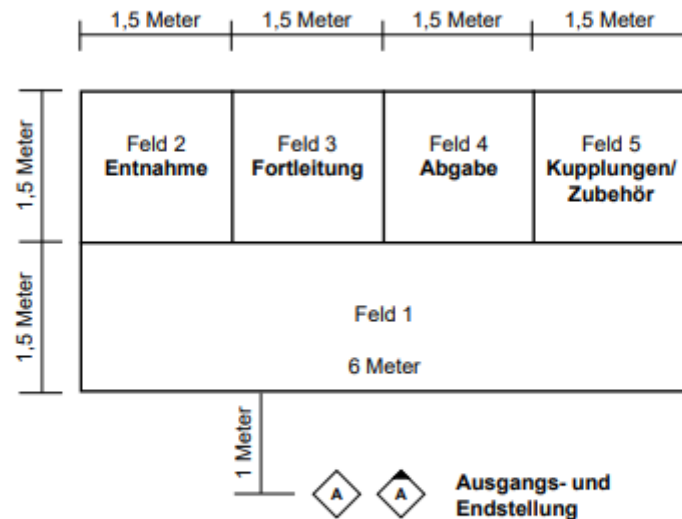 1,5 Meter
1,5 Meter
1,5 Meter
1,5 Meter
1,5 Meter
Feld 2
Entnahme
Feld 3
Fortleitung
Feld 4
Abgabe
Feld 5
Kupplungen/
Zubehör
1,5 Meter
Feld 1
6 Meter
1 Meter
A
A
Ausgangs- und
Endstellung